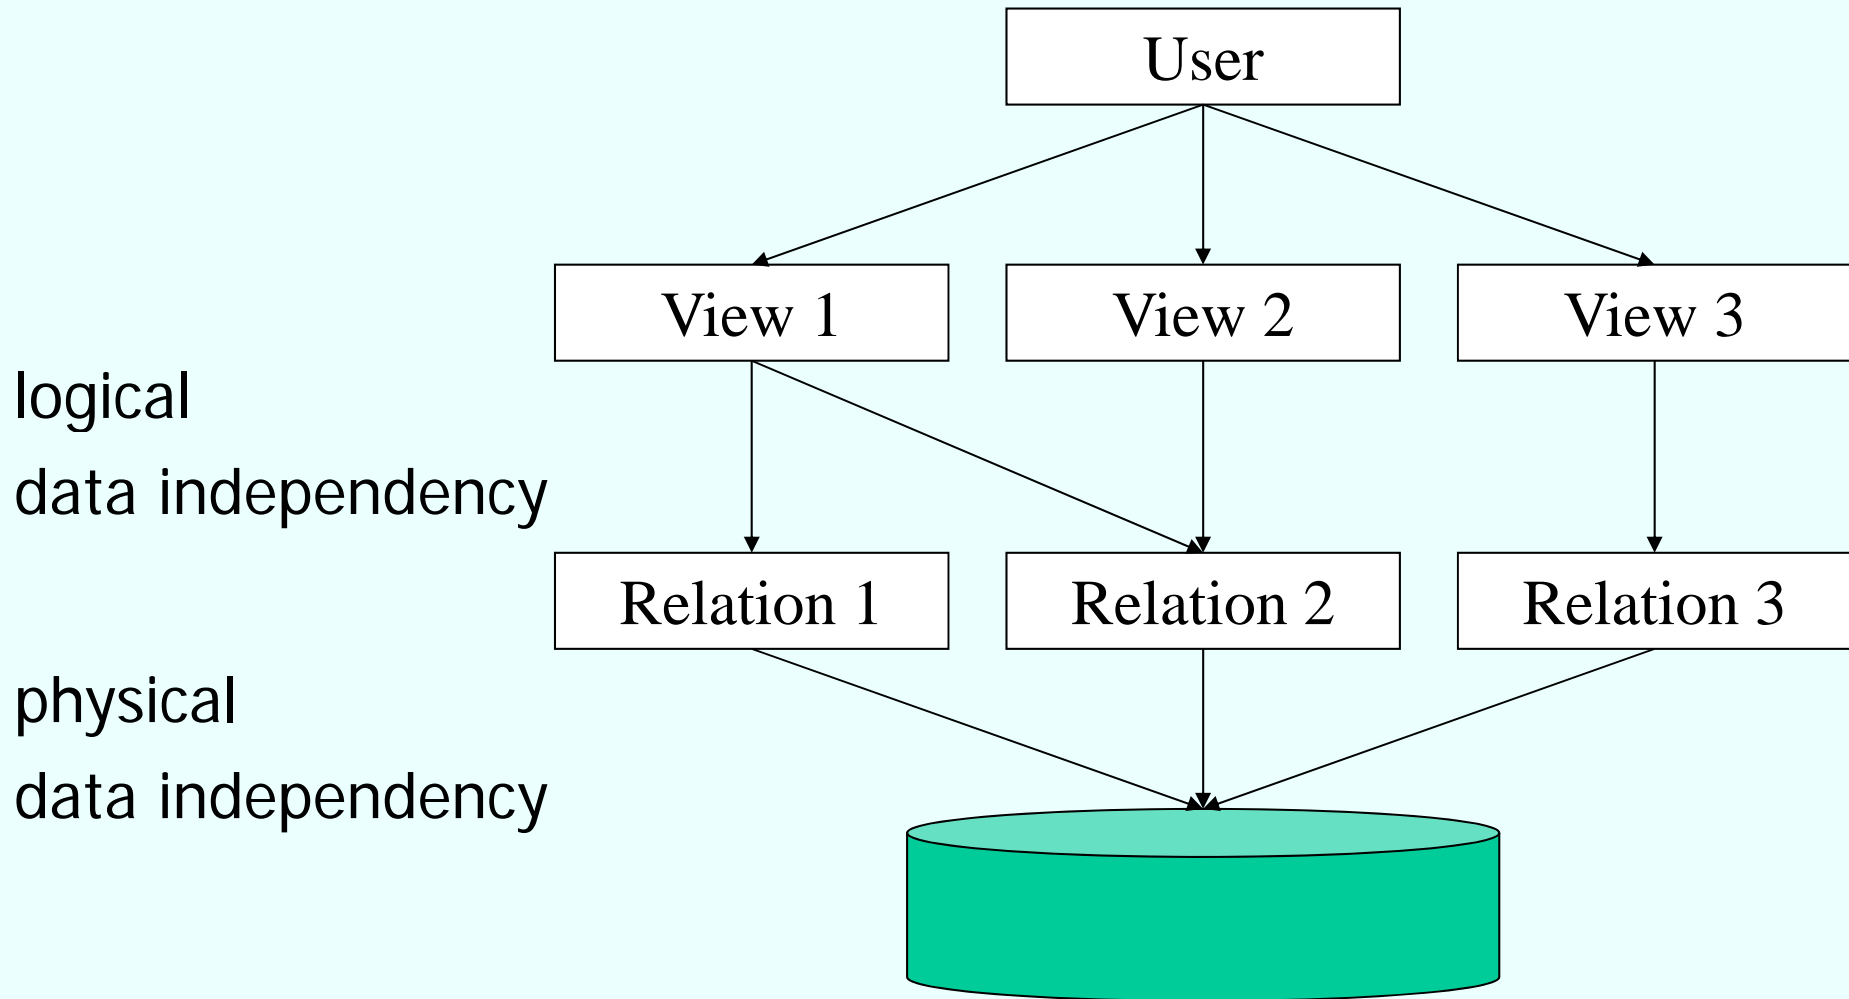 User
View 1
View 2
View 3
logical
data independency
Relation 1
Relation 2
Relation 3
physical
data independency